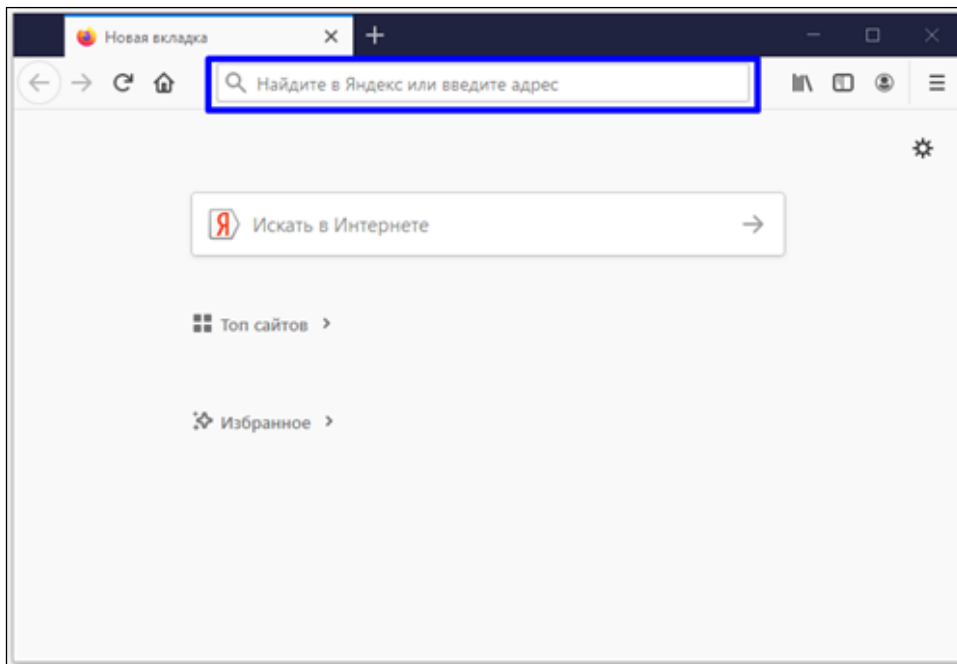 Новая вкладка
Найдите в Яндекс или введите адрес
Я Искать в Интернете
Топ сайтов
Избранное